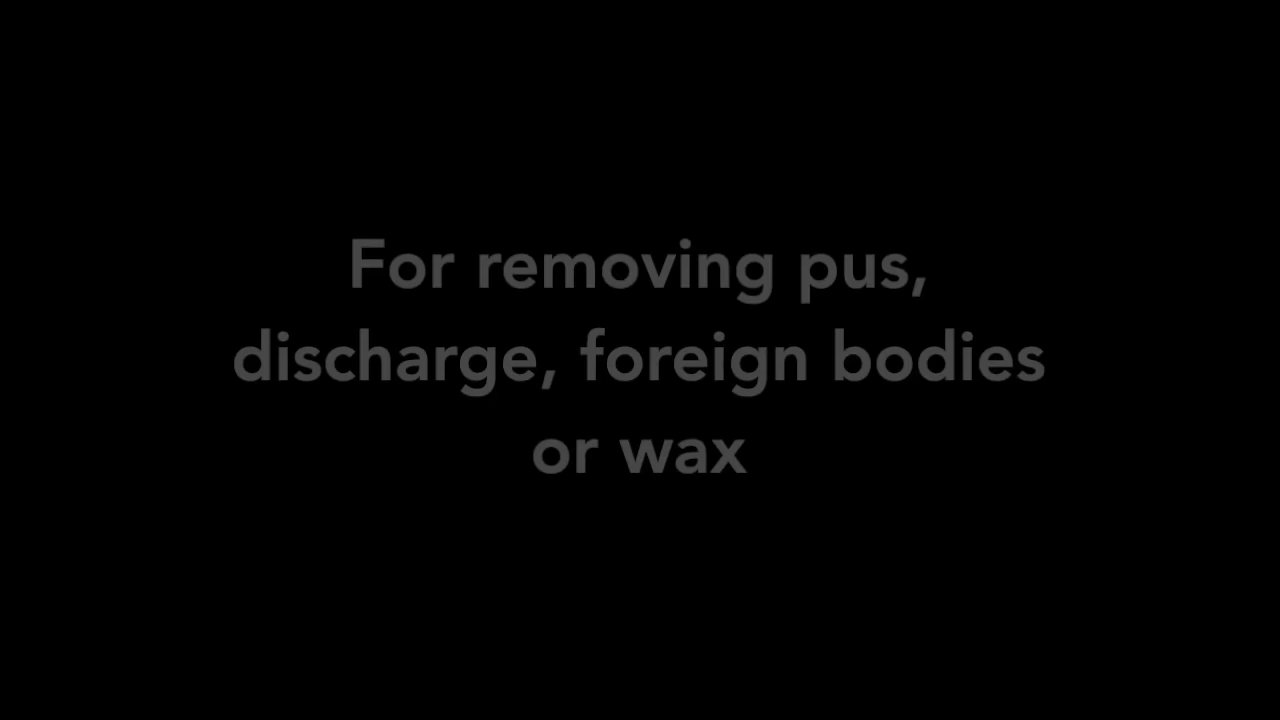 For removing pus,
discharge, foreign bodies
or wax